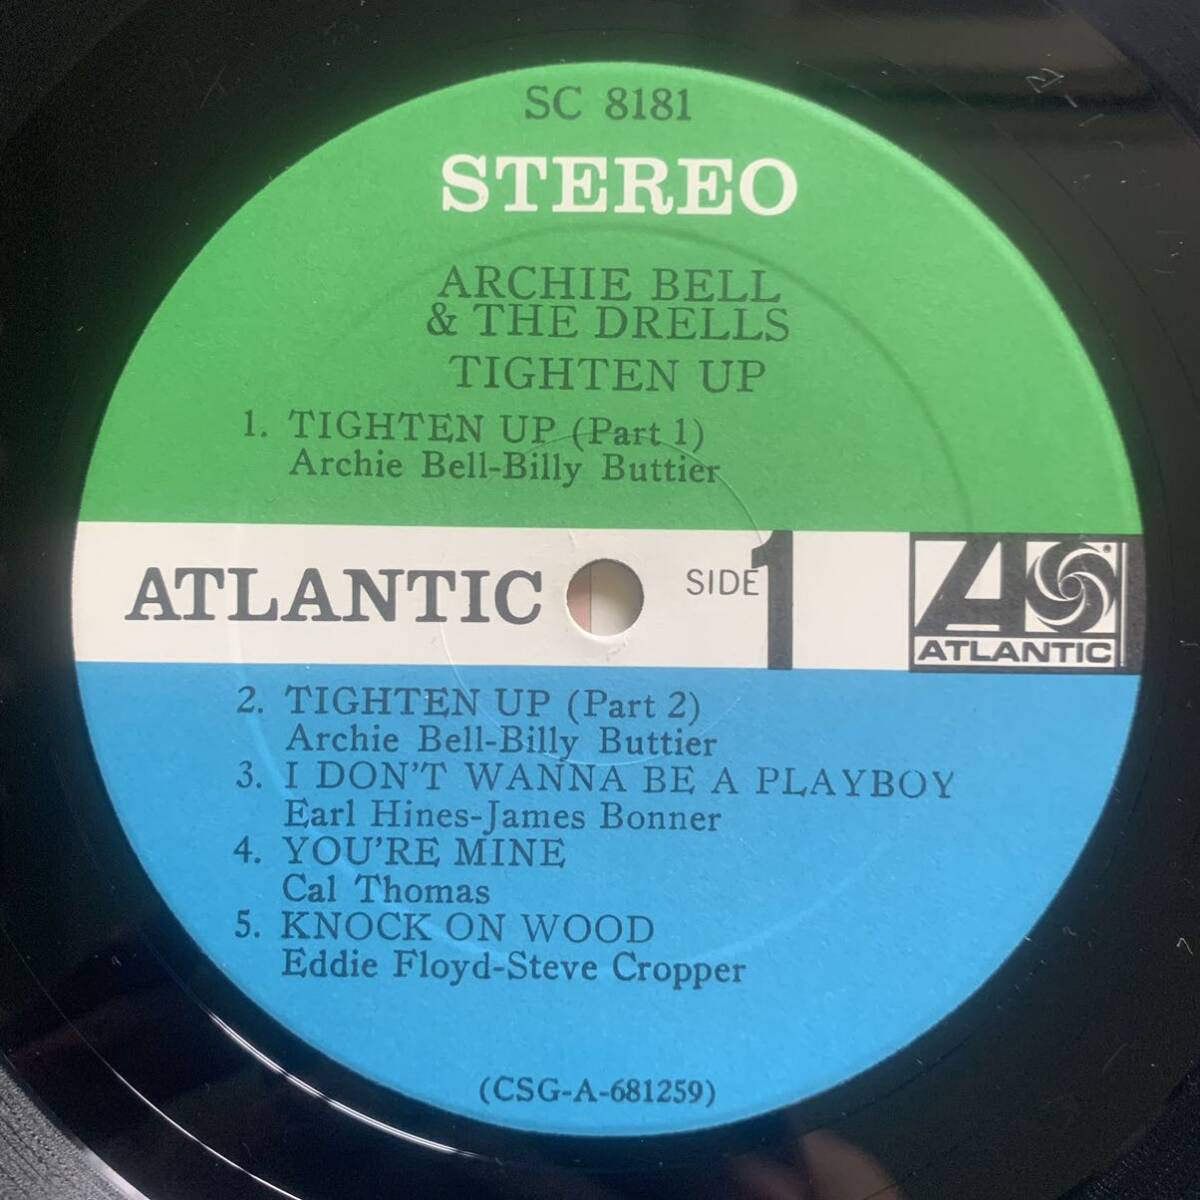 SC 8181
STEREO
ARCHIE BELL
& THE DRELLS
TIGHTEN UP
1. TIGHTEN UP (Part 1)
Archie Bell-Billy Buttier
ATLANTIC
SIDE 1
ATLANTIC
2. TIGHTEN UP (Part 2)
Archie Bell-Billy Buttier
3. I DON'T WANNA BE A PLAYBOY
Earl Hines-James Bonner
4. YOU'RE MINE
Cal Thomas
5. KNOCK ON WOOD
Eddie Floyd-Steve Cropper
(CSG-A-681259)